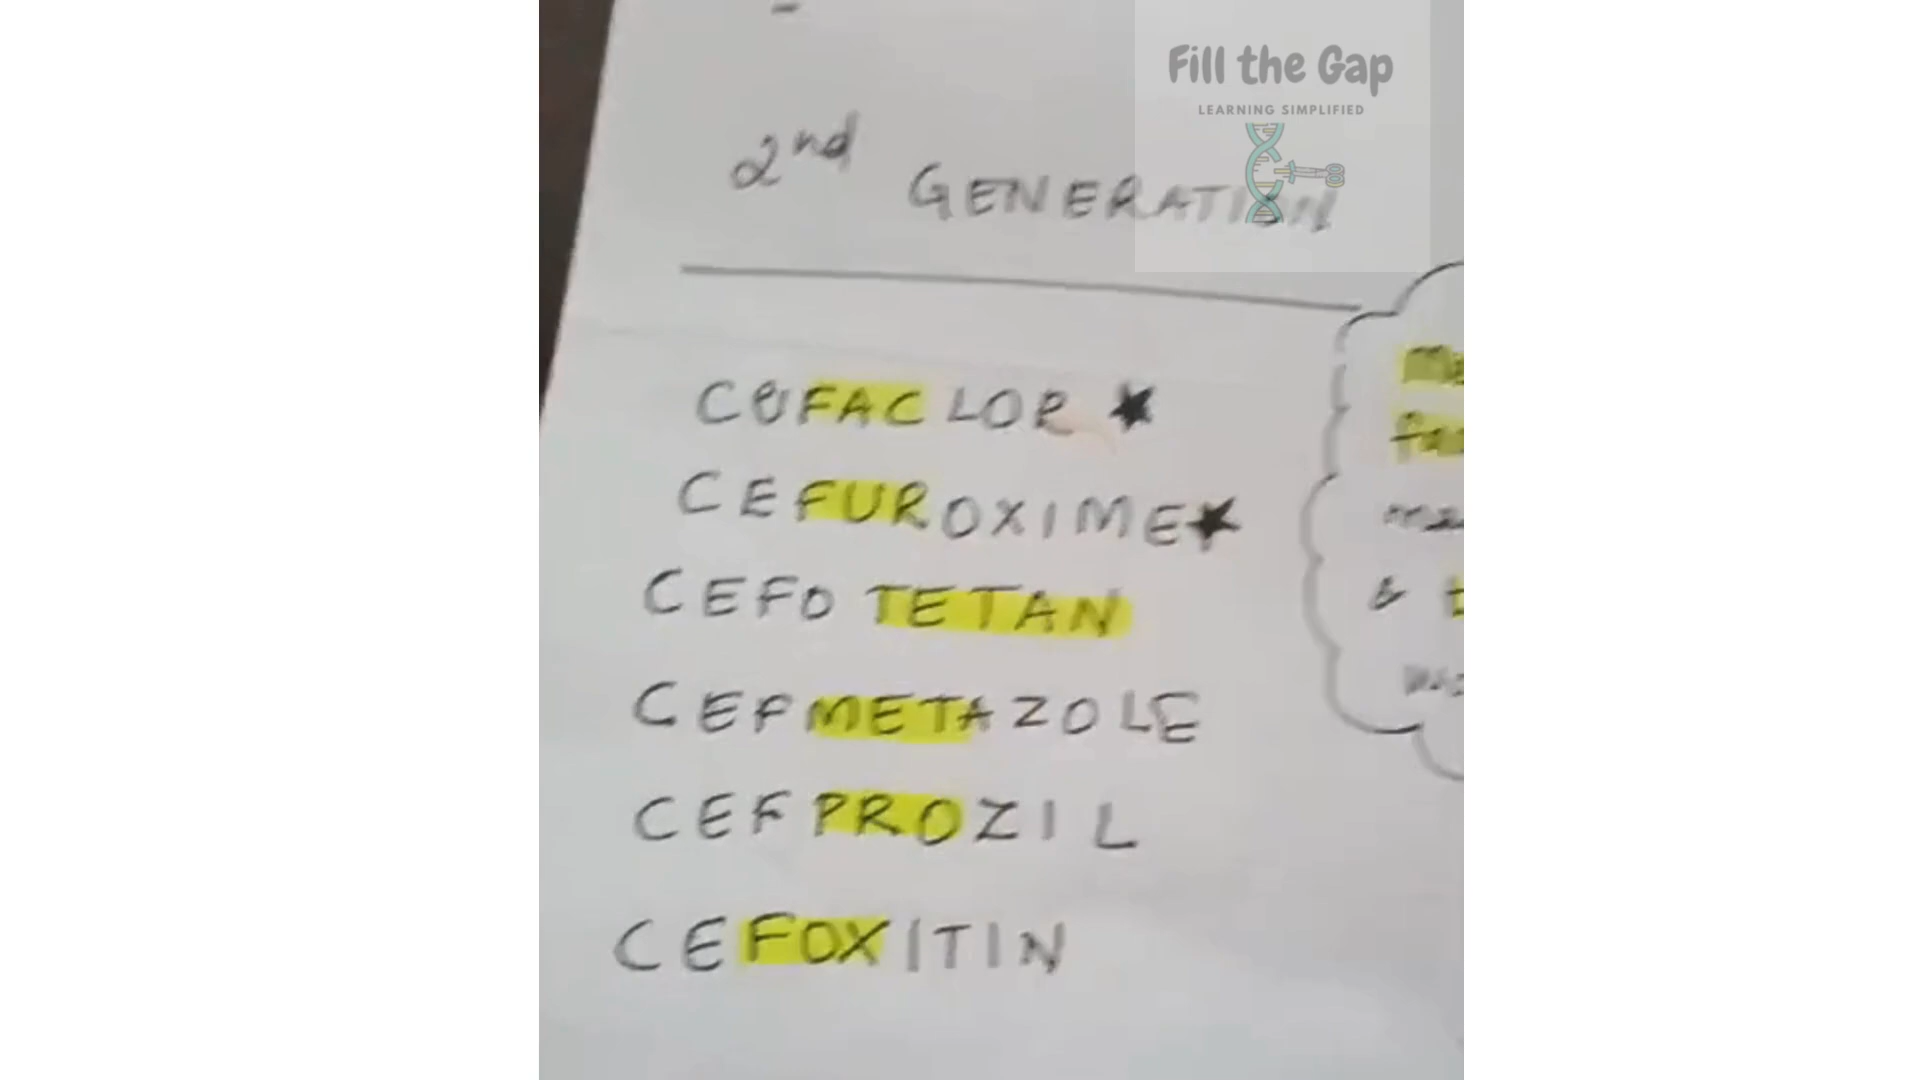 Fill the Gap
LEARNING SIMPLIFIED
2nd GENERATION
CEFACLOR ★
CEFUROXIME★
CEFOTETAN
CEFMETAZOLE
CEFPROZIL
CEFOXITIN
&